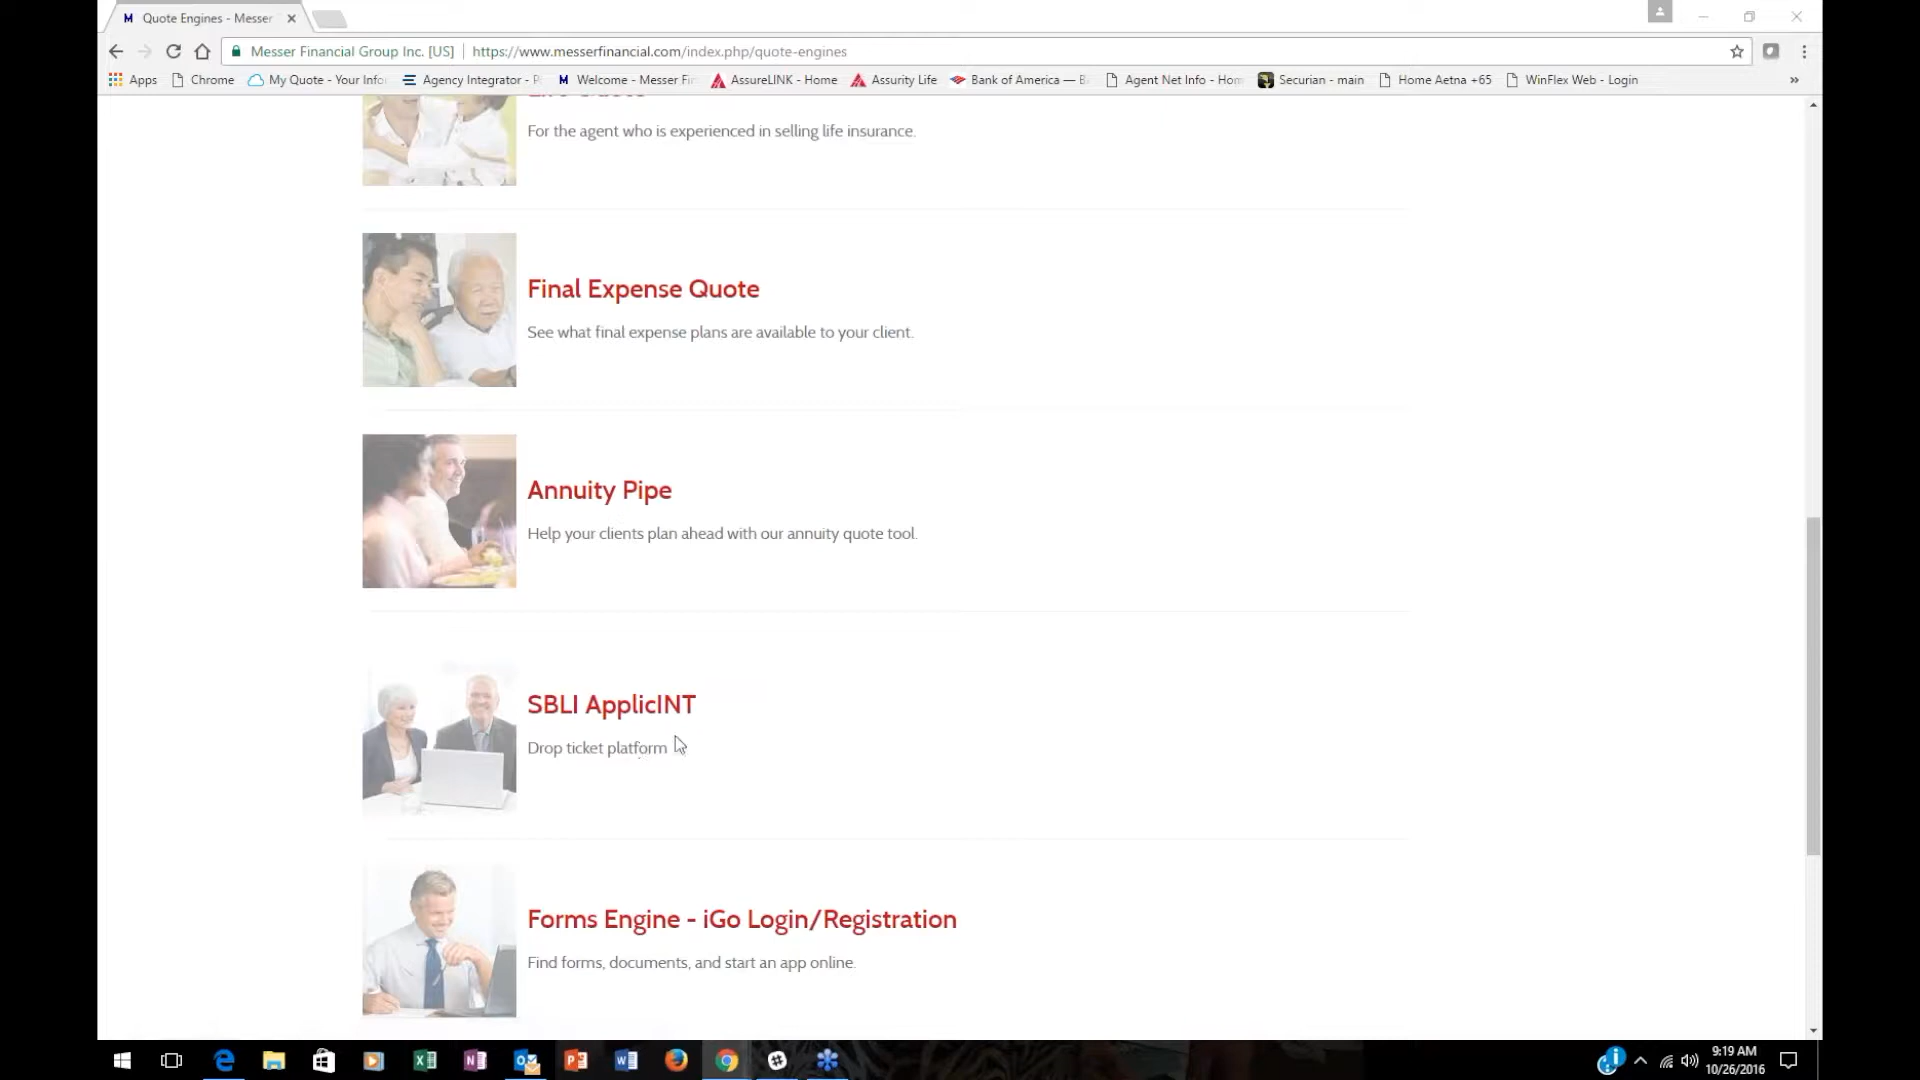 M Quote Engines - Messer
Messer Financial Group Inc. [US] | https://www.messerfinancial.com/index.php/quote-engines
Apps Chrome My Quote - Your Info Agency Integrator - P M Welcome - Messer Fin AssureLINK - Home Assurity Life Bank of America — B Agent Net Info - Hom Securian - main Home Aetna +65 WinFlex Web - Login »
For the agent who is experienced in selling life insurance.
Final Expense Quote
See what final expense plans are available to your client.
Annuity Pipe
Help your clients plan ahead with our annuity quote tool.
SBLI ApplicINT
Drop ticket platform
Forms Engine - iGo Login/Registration
Find forms, documents, and start an app online.
9:19 AM
10/26/2016